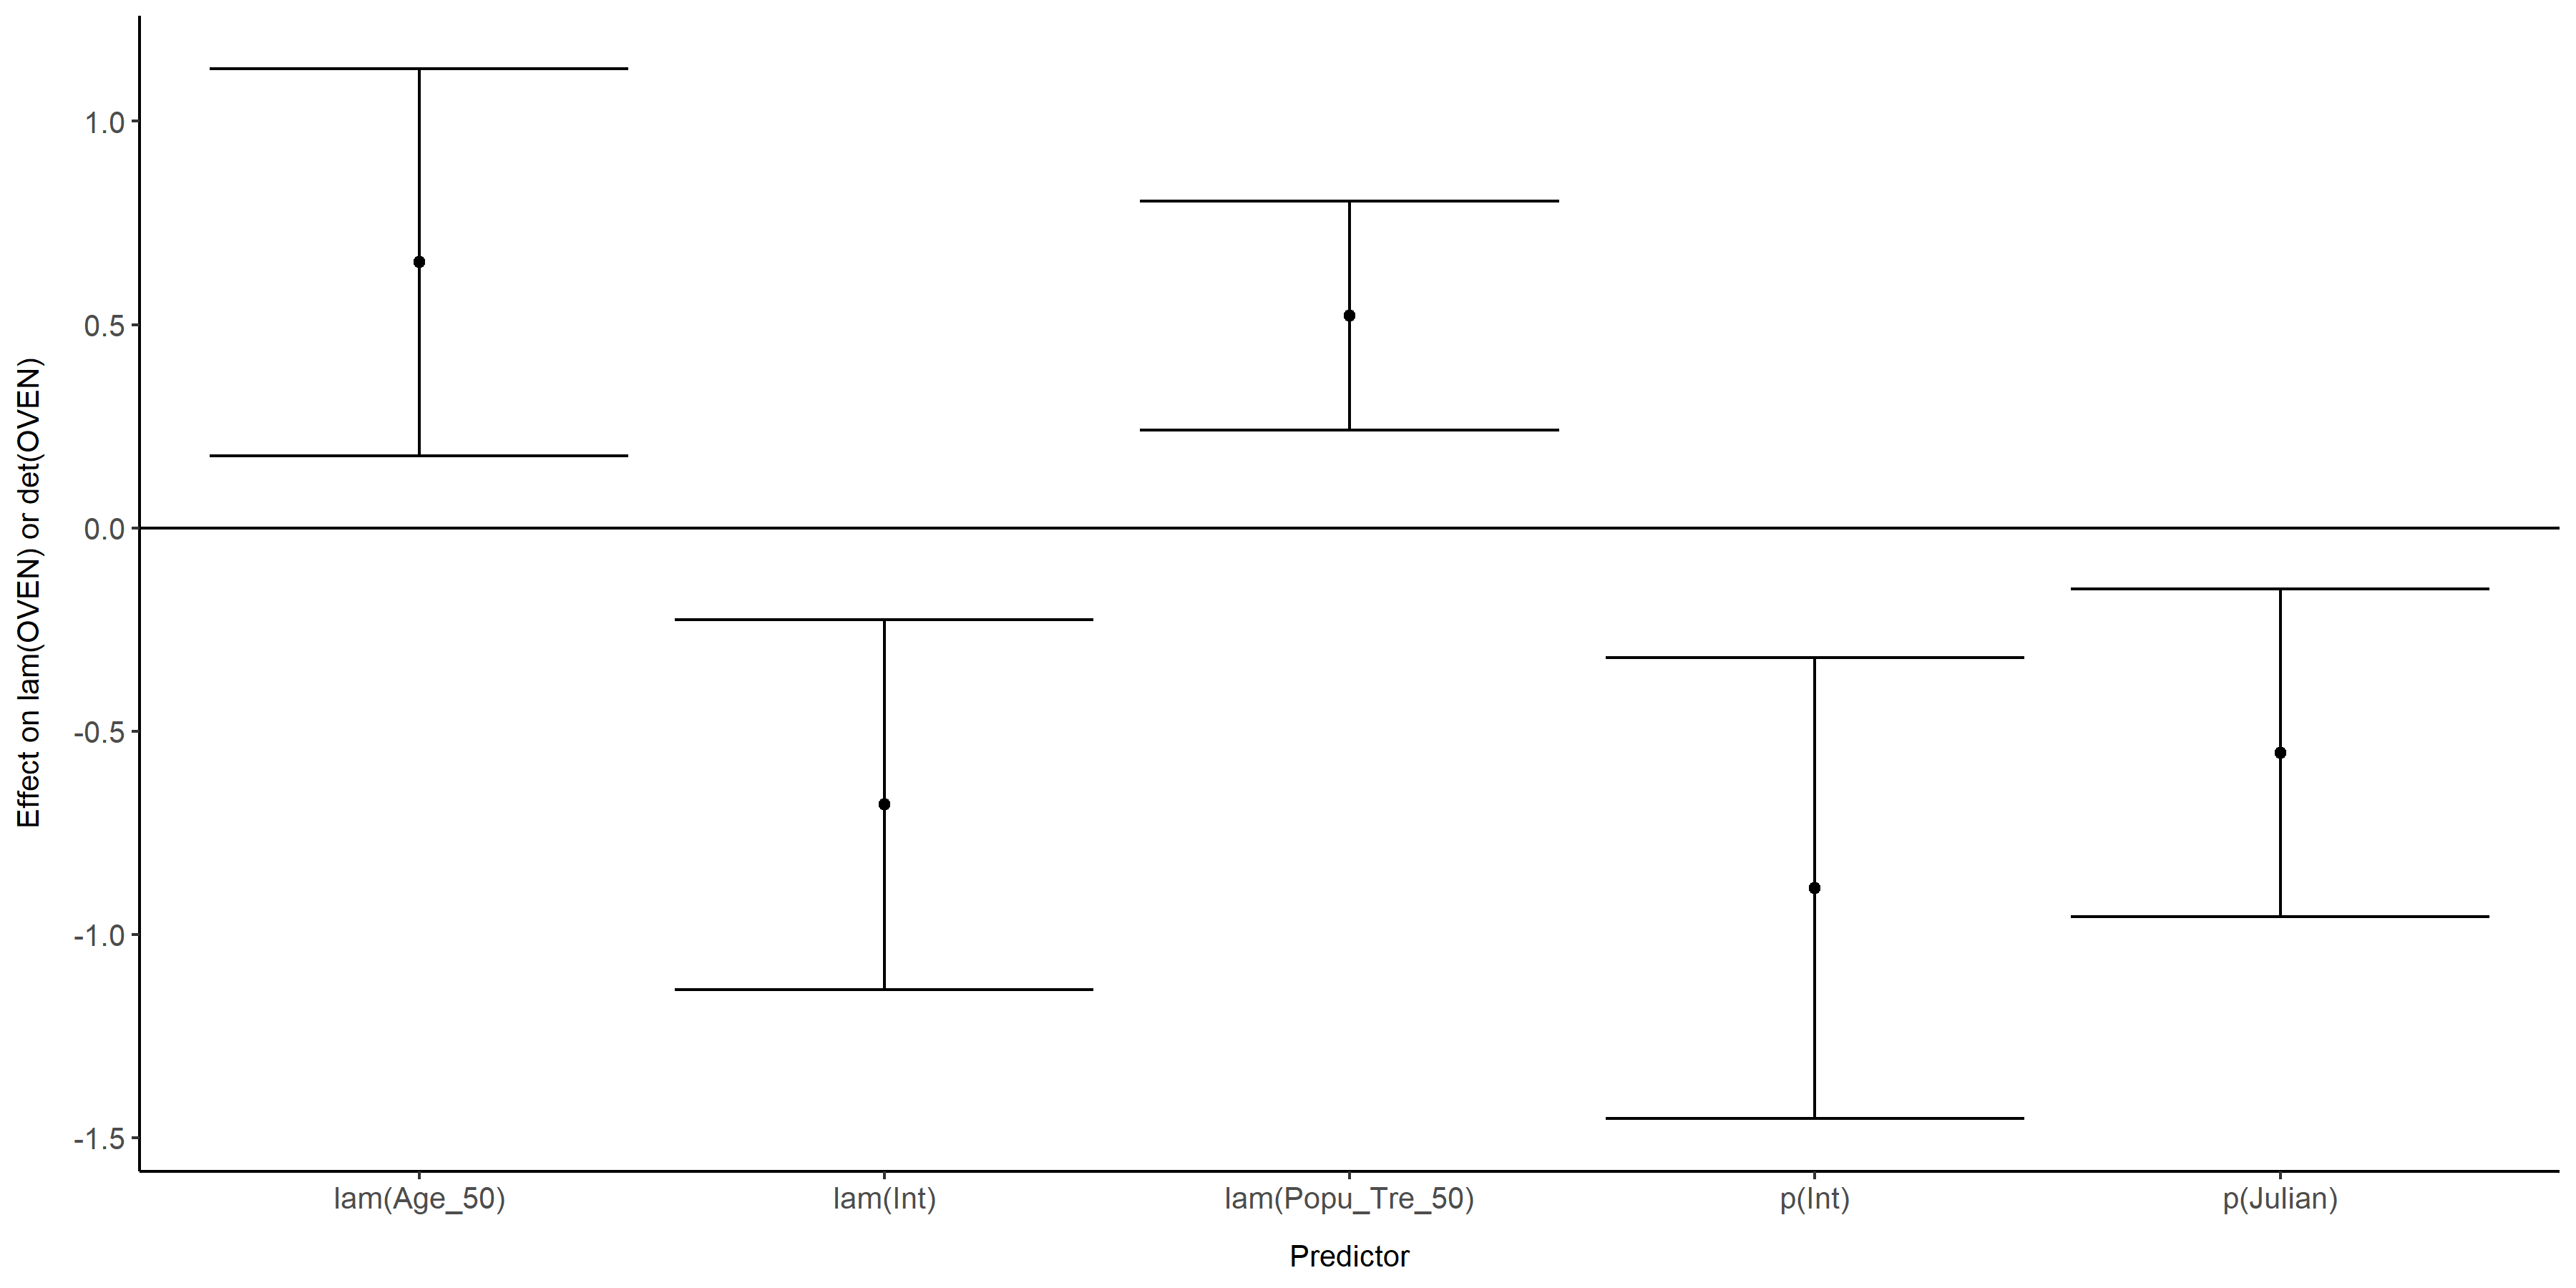 Effect on lam(OVEN) or det(OVEN)
1.0
0.5
0.0
-0.5
-1.0
-1.5
lam(Age_50) lam(Int) lam(Popu_Tre_50) p(Int) p(Julian)
Predictor